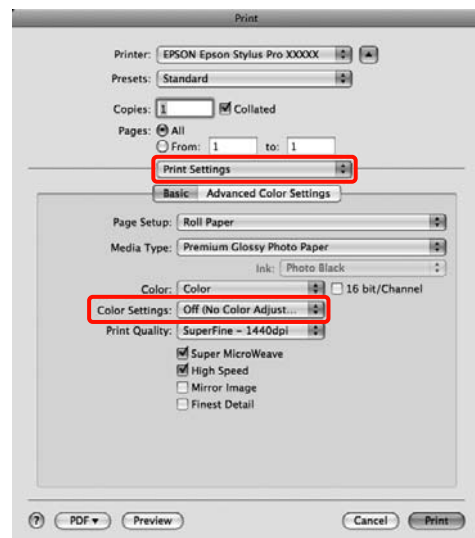 Print
Printer: EPSON Epson Stylus Pro XXXXX
Presets: Standard
Copies: 1 Collated
Pages: All
From: 1 to: 1
Print Settings
Basic Advanced Color Settings
Page Setup: Roll Paper
Media Type: Premium Glossy Photo Paper
Ink: Photo Black
Color: Color 16 bit/Channel
Color Settings: Off (No Color Adjust...
Print Quality: SuperFine - 1440dpi
Super MicroWeave
High Speed
Mirror Image
Finest Detail
? PDF Preview Cancel Print